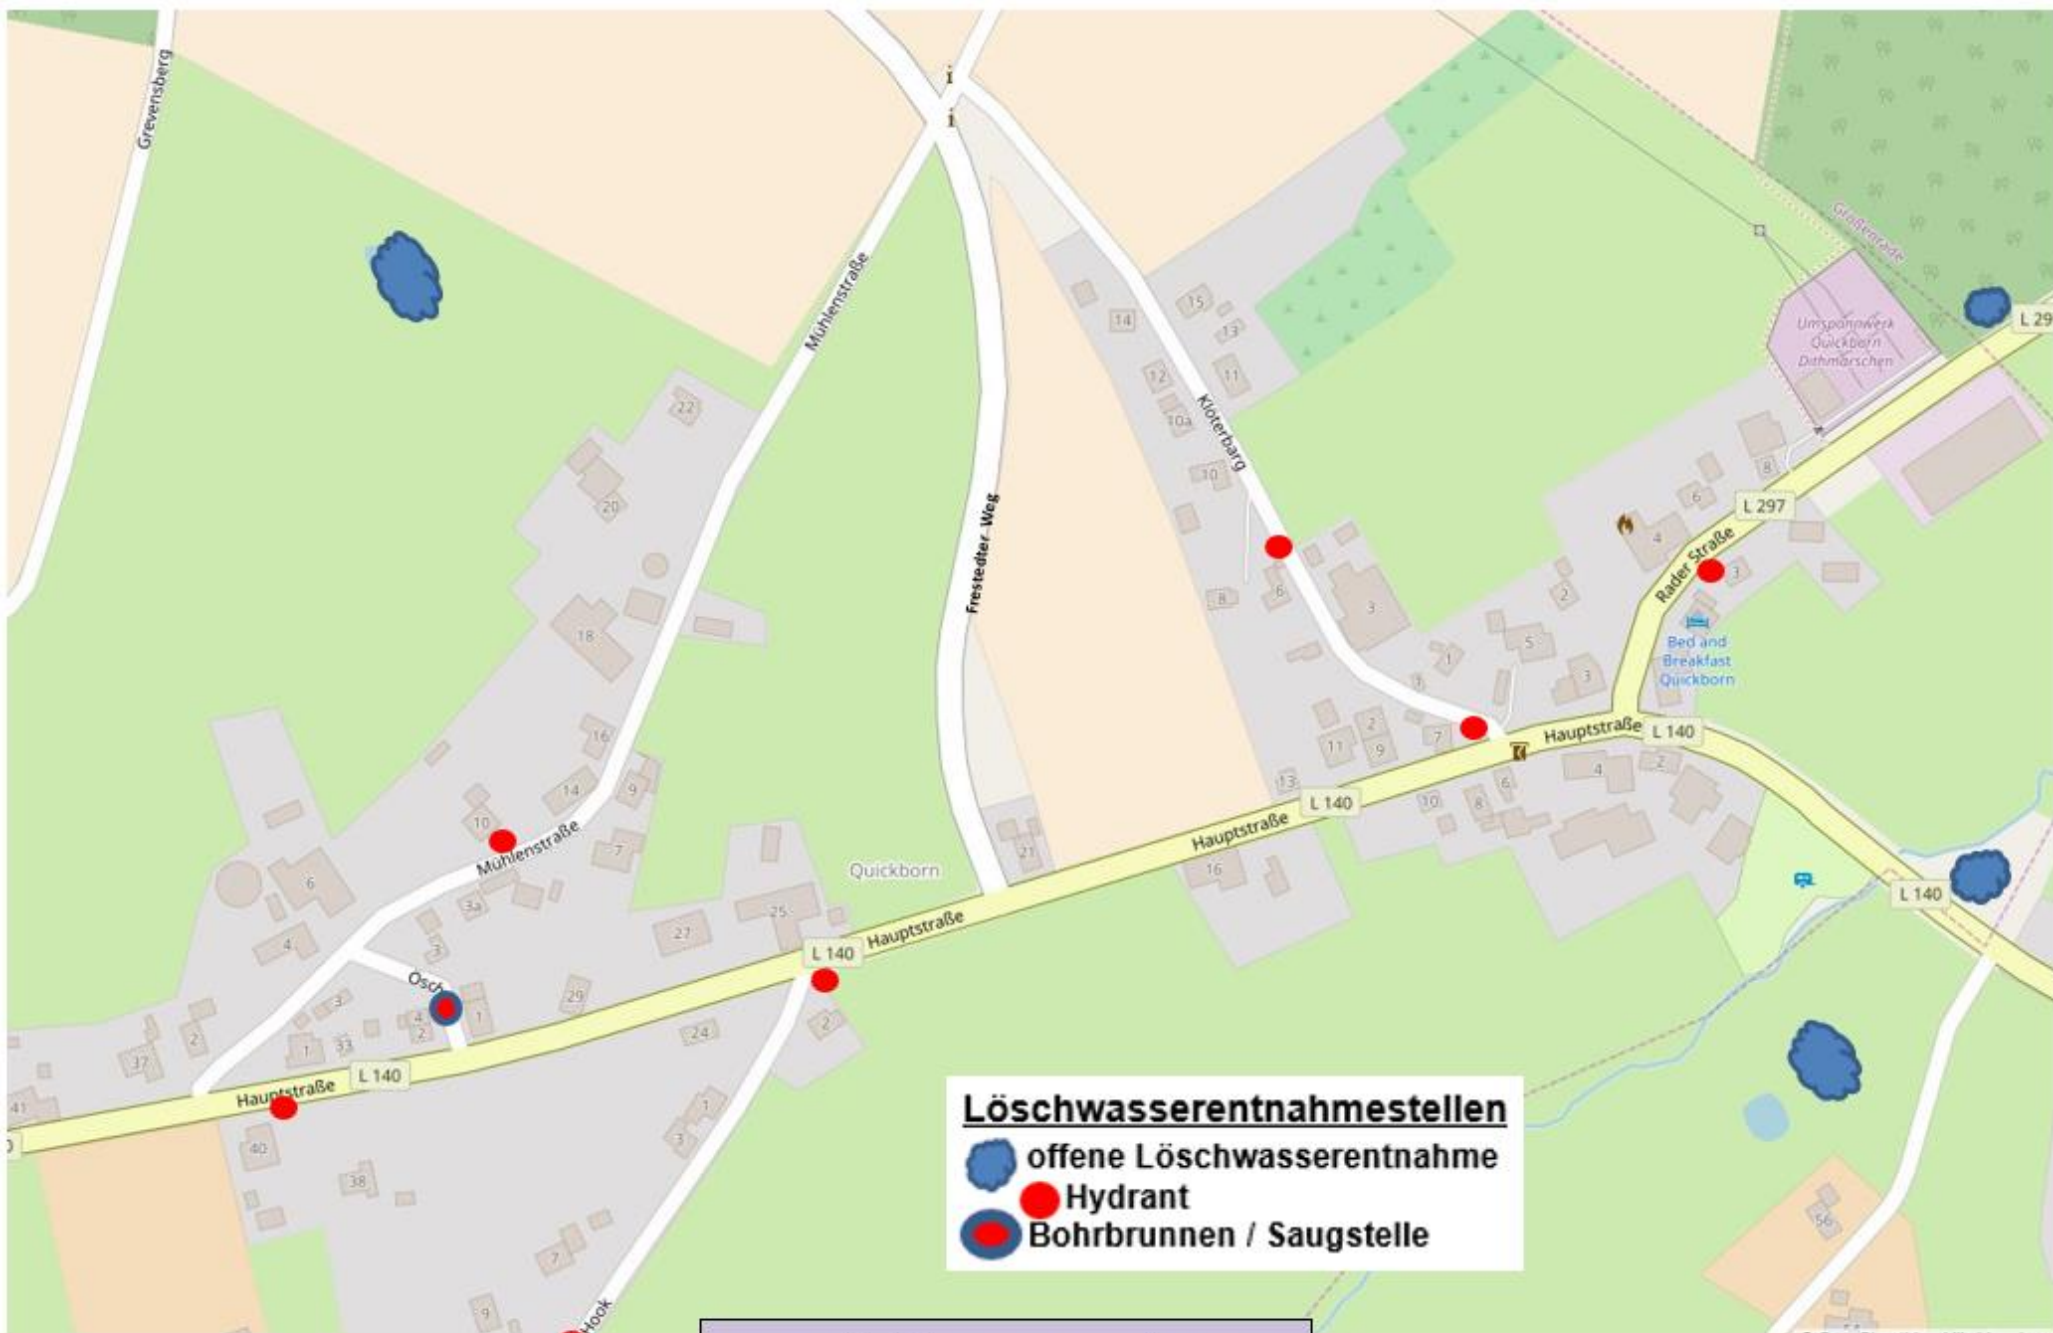 Grevensberg
i
i
Mühlenstraße
Großenrade
L 29
Umspannwerk
Quickborn
Dithmarschen
15
14
13
12
11
10a
Kloterbarg
22
10
8
6
L 297
20
4
Frestedter Weg
Rader Straße
3
8
6
3
2
18
5
Bed and
Breakfast
Quickborn
1
3
1
16
2
7
11
9
Hauptstraße
L 140
4
2
13
6
14
9
10
8
L 140
10
Mühlenstraße
7
Hauptstraße
21
6
Quickborn
16
3a
25
L 140
4
3
27
Hauptstraße
L 140
Osch
29
3
4
1
2
24
2
2
37
1
33
Hauptstraße
L 140
41
0
40
1
3
38
Löschwasserentnahmestellen
offene Löschwasserentnahme
Hydrant
Bohrbrunnen / Saugstelle
56
7
9
Hook